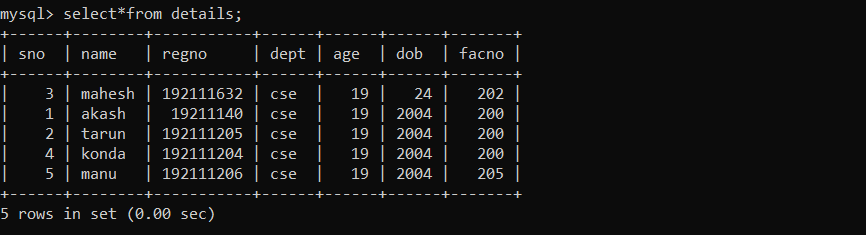 mysql> select*from details;
+------+--------+-----------+------+------+------+-------+
| sno  | name   | regno     | dept | age  | dob  | facno |
+------+--------+-----------+------+------+------+-------+
|    3 | mahesh | 192111632 | cse  |   19 |   24 |   202 |
|    1 | akash  |  19211140 | cse  |   19 | 2004 |   200 |
|    2 | tarun  | 192111205 | cse  |   19 | 2004 |   200 |
|    4 | konda  | 192111204 | cse  |   19 | 2004 |   200 |
|    5 | manu   | 192111206 | cse  |   19 | 2004 |   205 |
+------+--------+-----------+------+------+------+-------+
5 rows in set (0.00 sec)